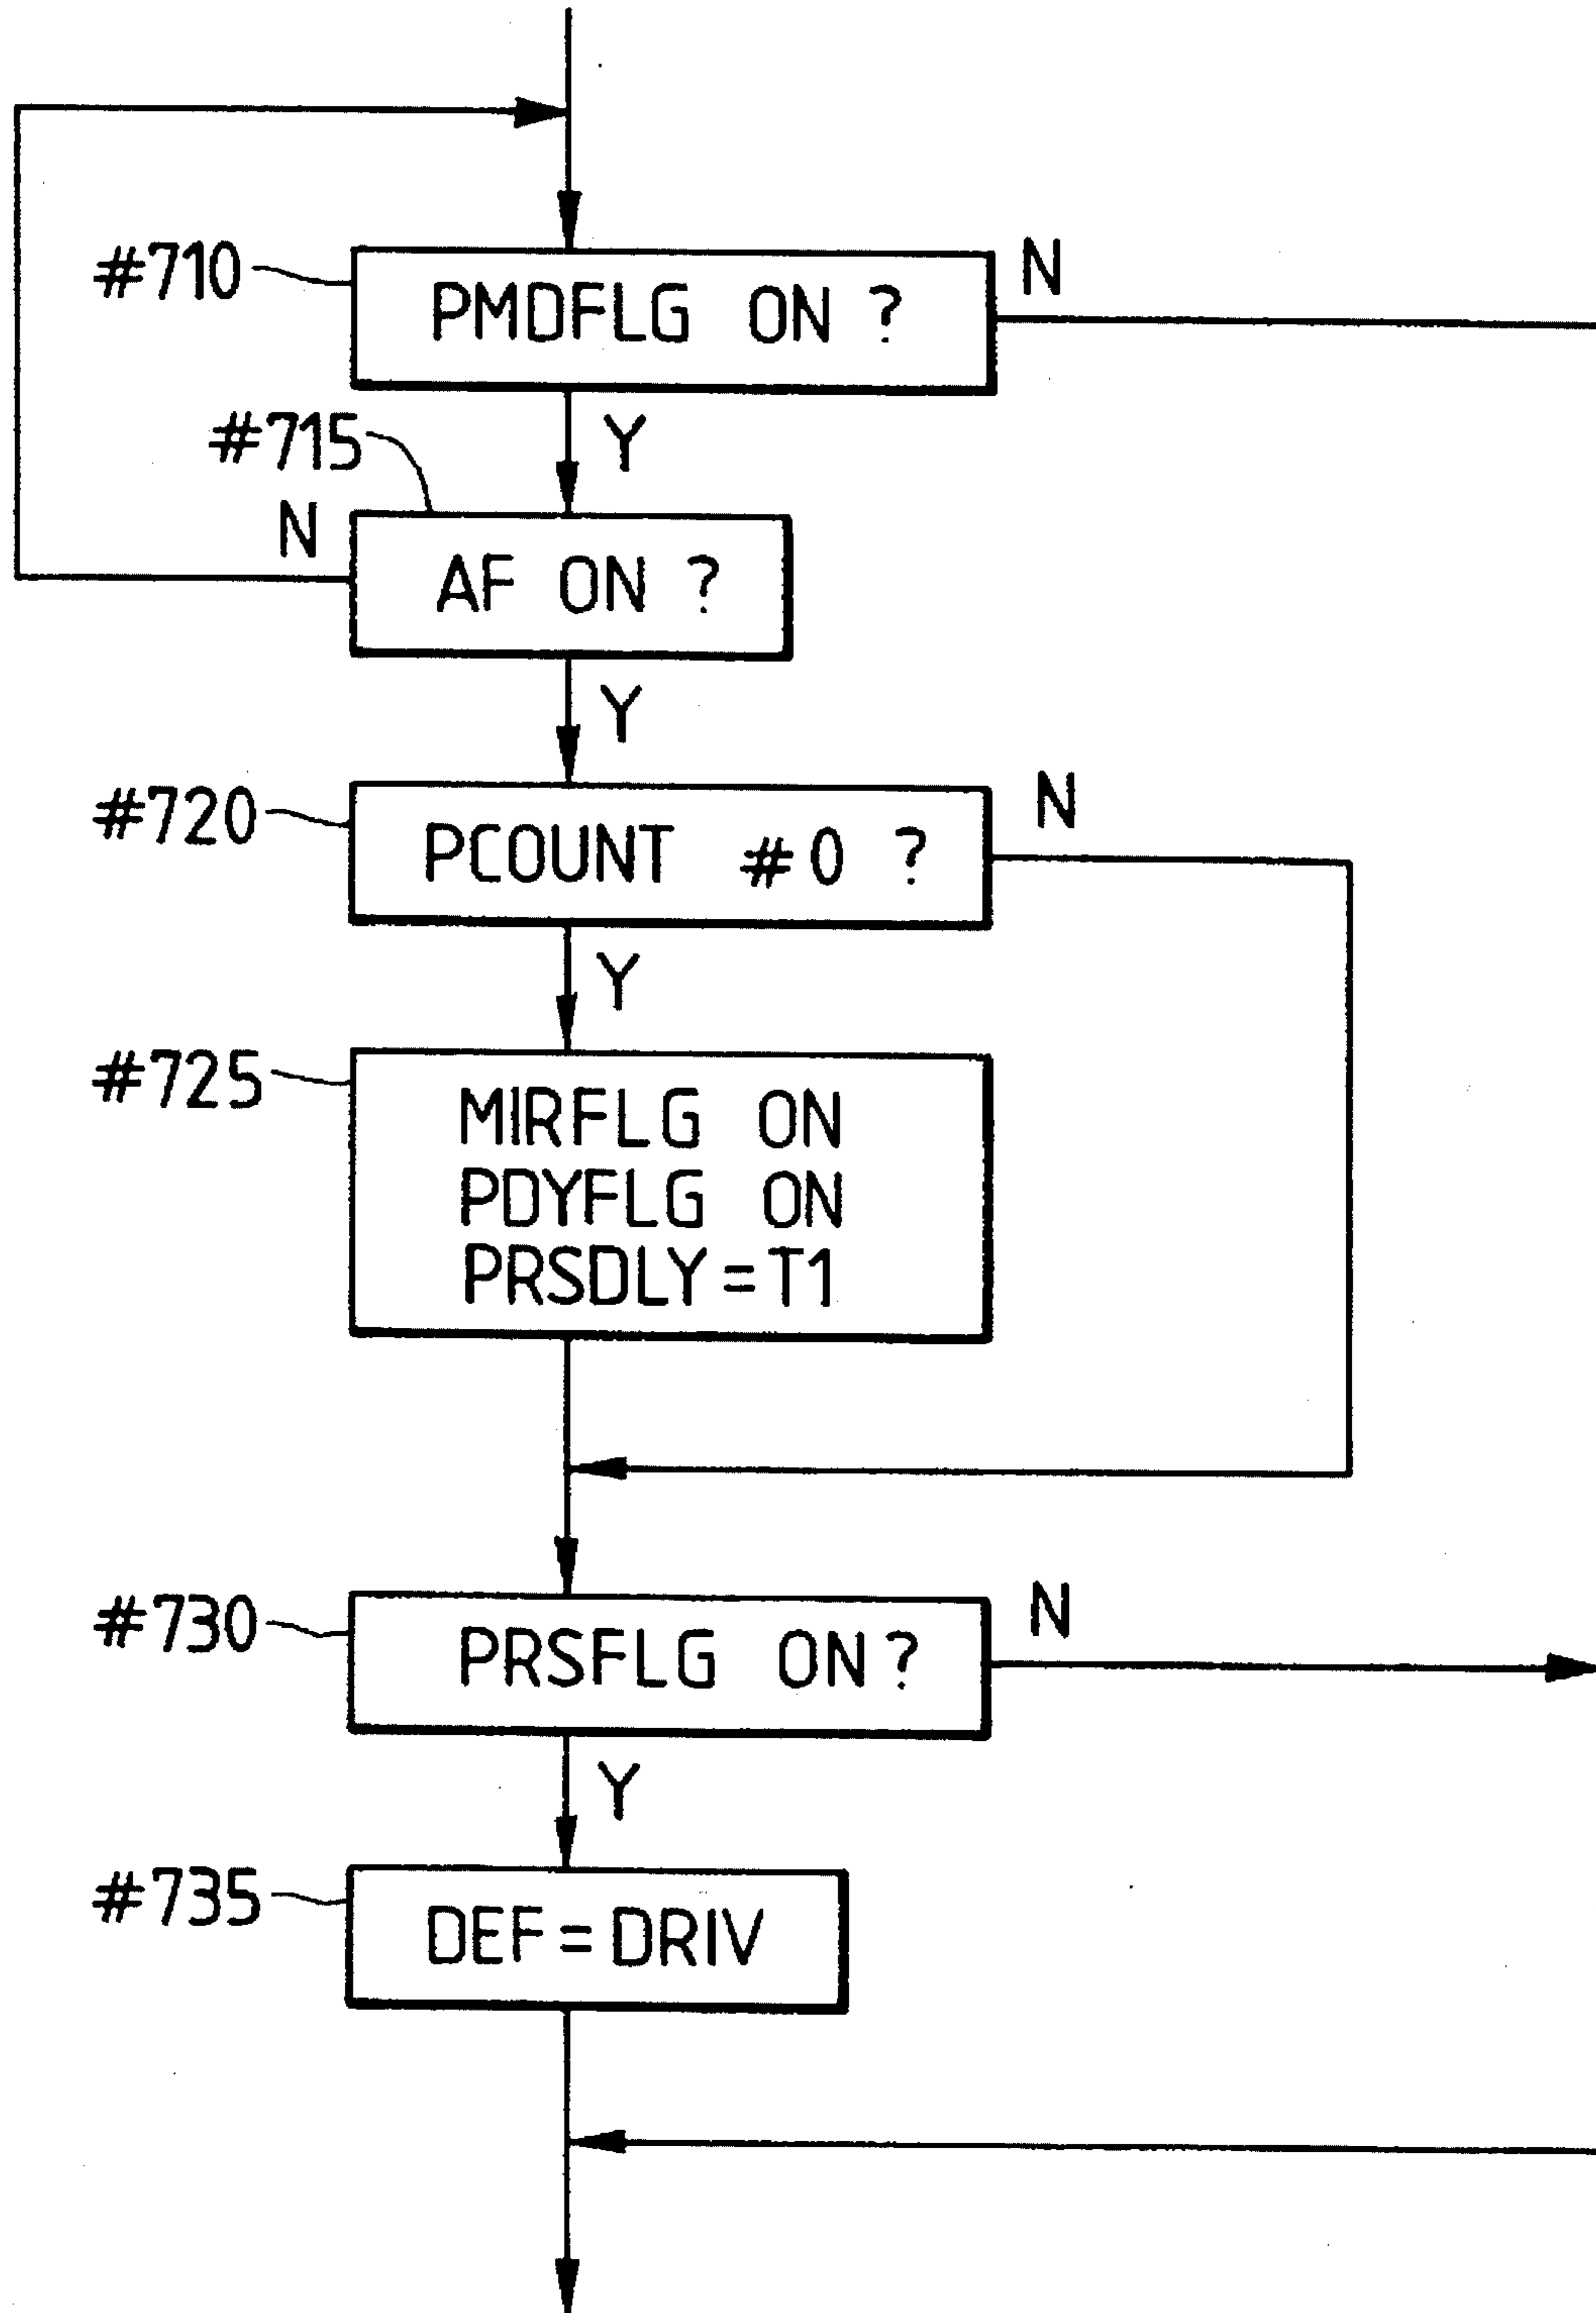 #710
PMDFLG ON ?
N
Y
#715
N
AF ON ?
Y
#720
PCOUNT #0 ?
N
Y
#725
MIRFLG ON
PDYFLG ON
PRSDLY=T1
#730
PRSFLG ON?
N
Y
#735
DEF=DRIV